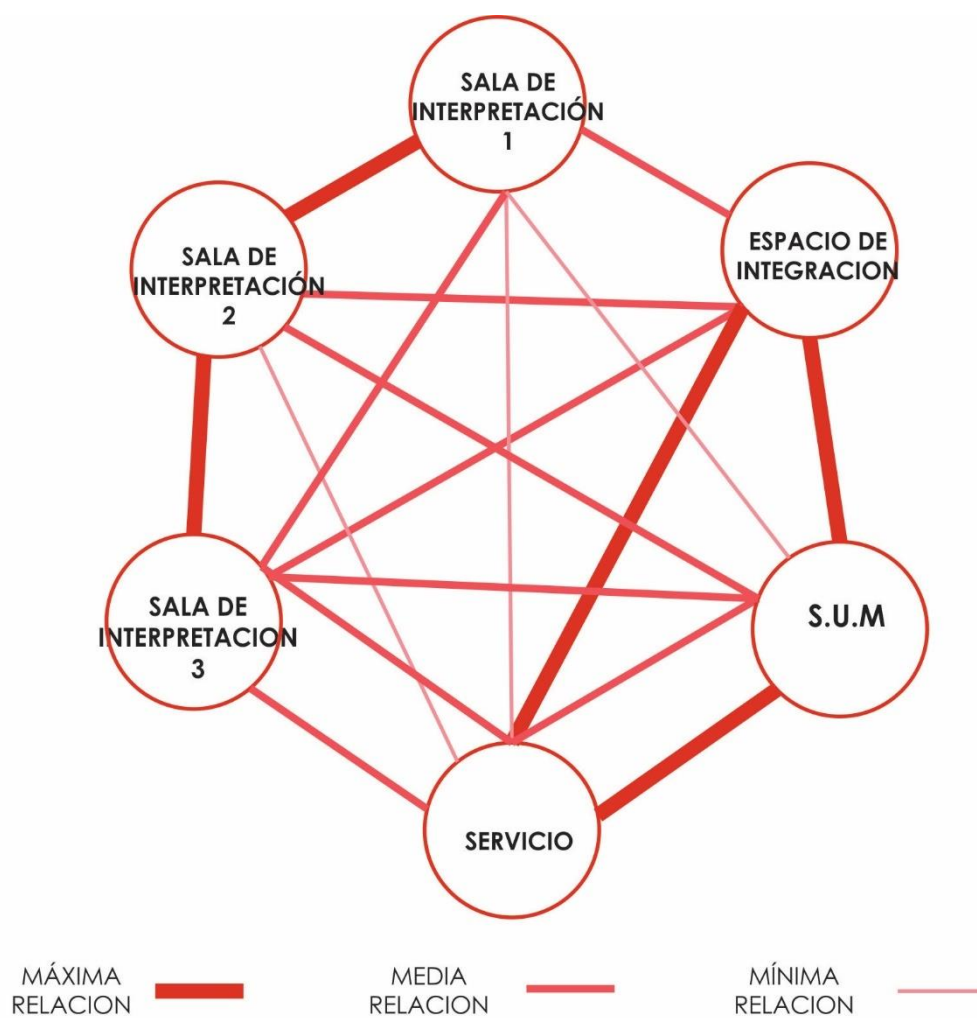 SALA DE
INTERPRETACIÓN
1
ESPACIO DE
INTEGRACION
SALA DE
INTERPRETACIÓN
2
SALA DE
INTERPRETACION
3
S.U.M
SERVICIO
MÁXIMA
RELACION
MEDIA
RELACION
MÍNIMA
RELACION